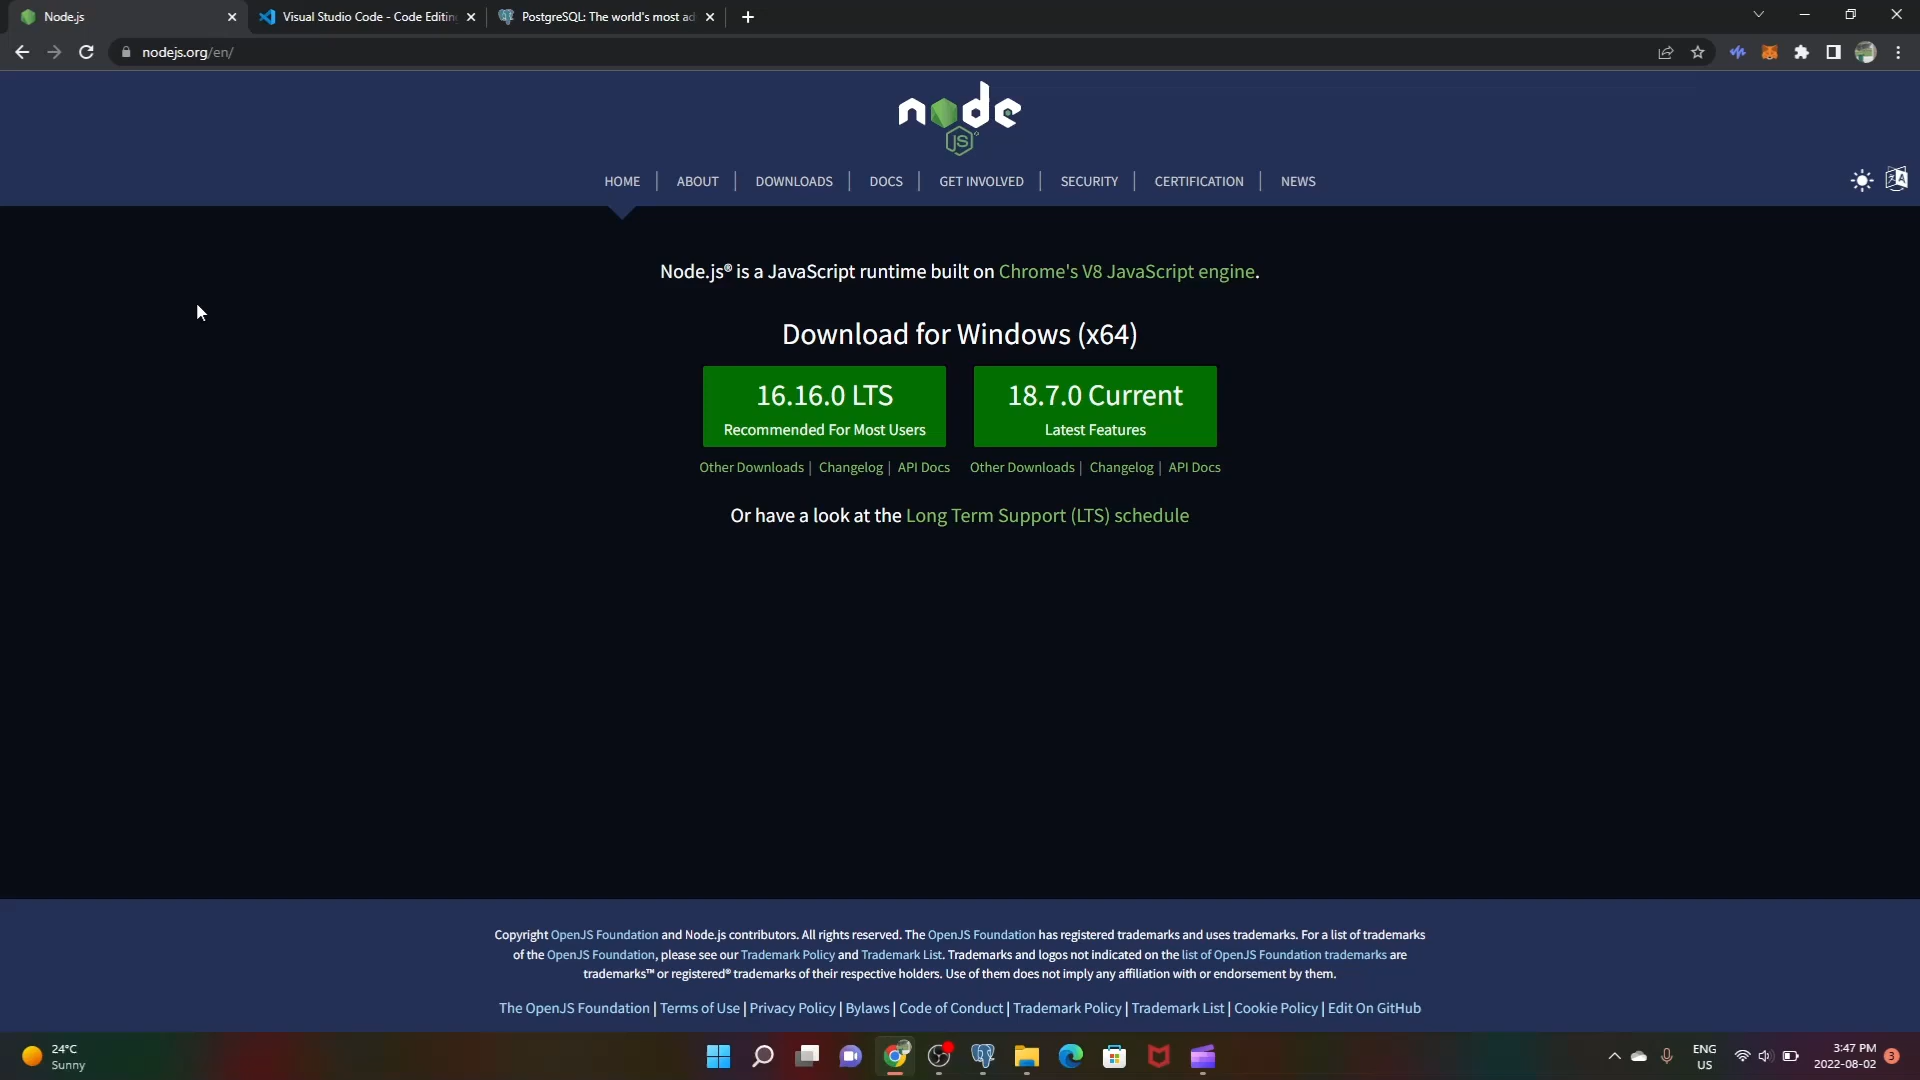 Node.js
Visual Studio Code - Code Editing
PostgreSQL: The world's most ad
nodejs.org/en/
node
JS
HOME | ABOUT | DOWNLOADS | DOCS | GET INVOLVED | SECURITY | CERTIFICATION | NEWS
Node.js® is a JavaScript runtime built on Chrome's V8 JavaScript engine.
Download for Windows (x64)
16.16.0 LTS
Recommended For Most Users
18.7.0 Current
Latest Features
Other Downloads | Changelog | API Docs
Other Downloads | Changelog | API Docs
Or have a look at the Long Term Support (LTS) schedule
Copyright OpenJS Foundation and Node.js contributors. All rights reserved. The OpenJS Foundation has registered trademarks and uses trademarks. For a list of trademarks
of the OpenJS Foundation, please see our Trademark Policy and Trademark List. Trademarks and logos not indicated on the list of OpenJS Foundation trademarks are
trademarks™ or registered® trademarks of their respective holders. Use of them does not imply any affiliation with or endorsement by them.
The OpenJS Foundation | Terms of Use | Privacy Policy | Bylaws | Code of Conduct | Trademark Policy | Trademark List | Cookie Policy | Edit On GitHub
24°C
Sunny
ENG
US
3:47 PM
2022-08-02
3